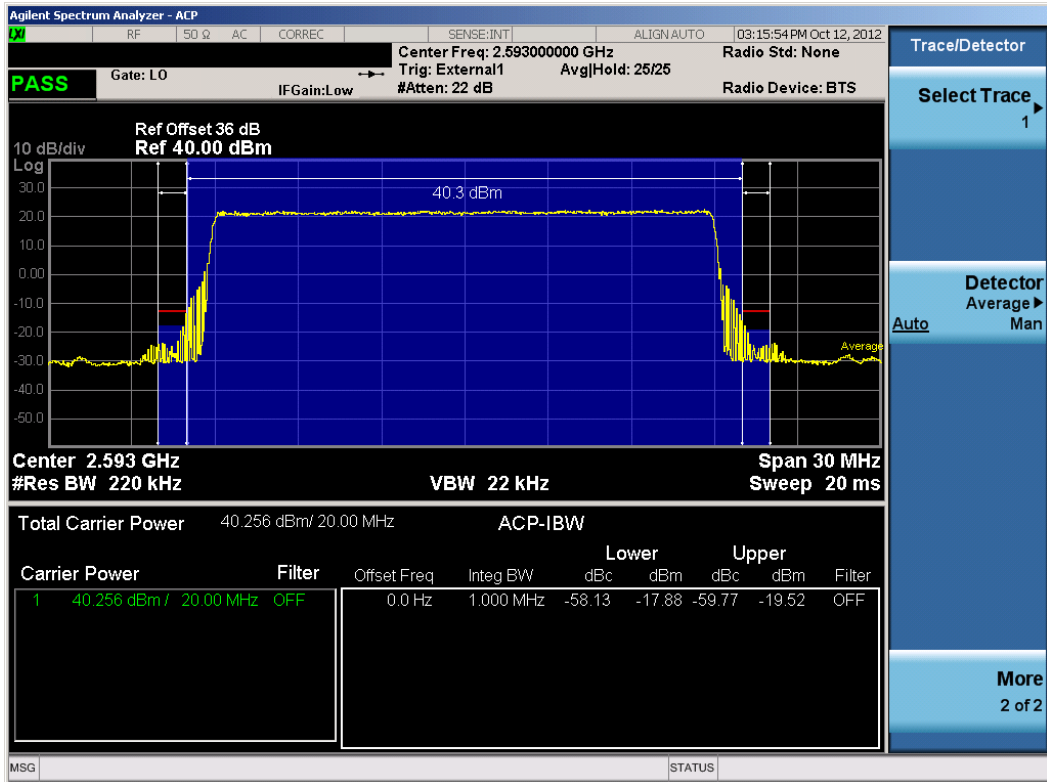 Agilent Spectrum Analyzer - ACP
LXI RF 50 Ω AC CORREC SENSE:INT ALIGN AUTO 03:15:54 PM Oct 12, 2012
Center Freq: 2.593000000 GHz Radio Std: None
PASS Gate: LO Trig: External1 Avg|Hold: 25/25
IFGain:Low #Atten: 22 dB Radio Device: BTS
Ref Offset 36 dB
10 dB/div Ref 40.00 dBm
Log
30.0
40.3 dBm
20.0
10.0
0.00
-10.0
-20.0
Average
-30.0
-40.0
-50.0
Center 2.593 GHz Span 30 MHz
#Res BW 220 kHz VBW 22 kHz Sweep 20 ms
Total Carrier Power 40.256 dBm/ 20.00 MHz ACP-IBW
Lower Upper
Carrier Power Filter Offset Freq Integ BW dBc dBm dBc dBm Filter
1 40.256 dBm / 20.00 MHz OFF 0.0 Hz 1.000 MHz -58.13 -17.88 -59.77 -19.52 OFF
MSG STATUS
Trace/Detector
Select Trace
1
Detector
Average
Auto Man
More
2 of 2